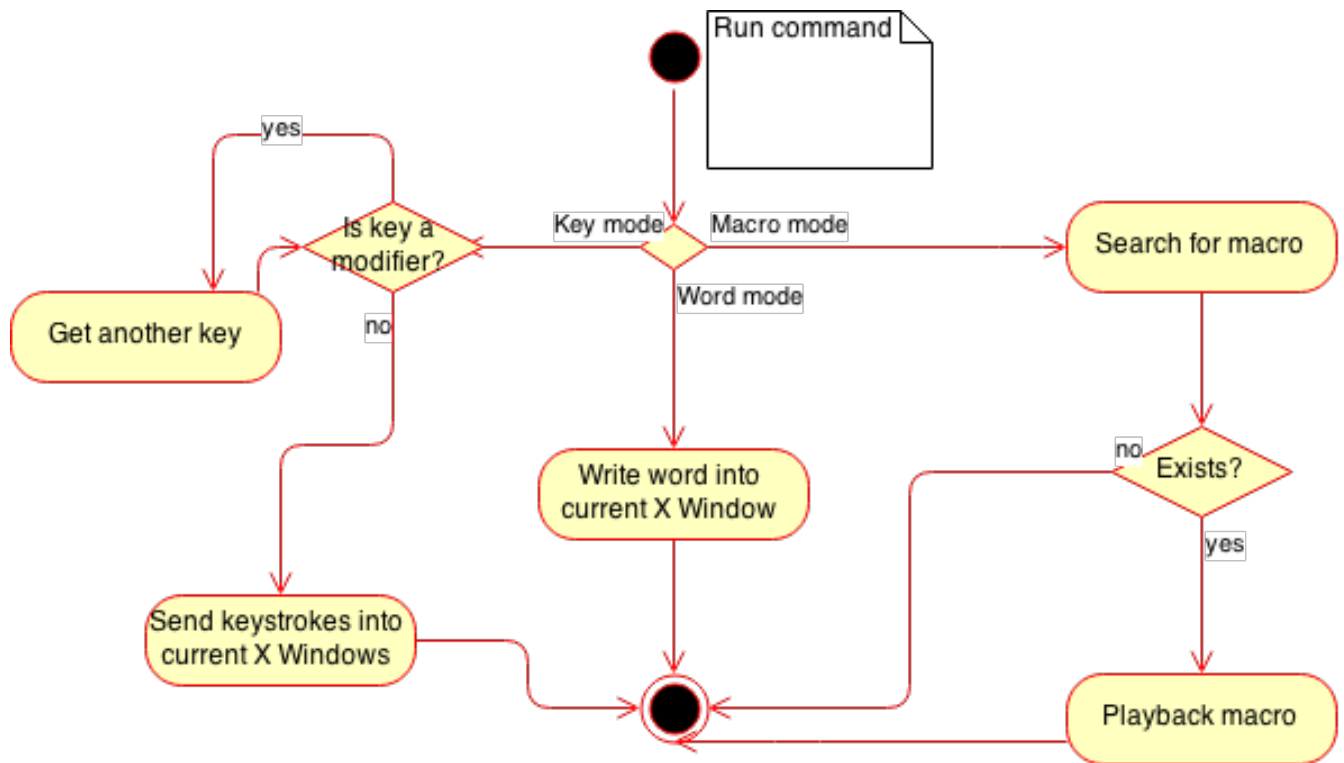 Run command
yes
Is key a
modifier?
Key mode
Macro mode
Search for macro
Word mode
Get another key
no
Write word into
current X Window
no
Exists?
yes
Send keystrokes into
current X Windows
Playback macro